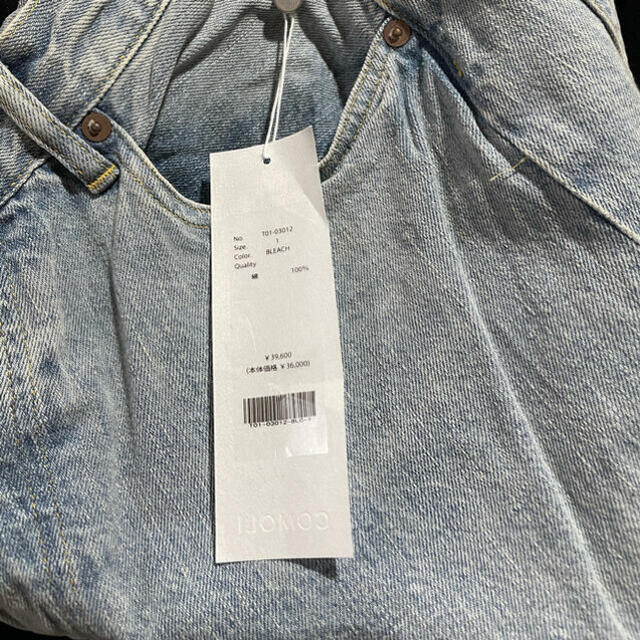 No. T01-03012
Size. 1
Color. BLEACH
Quality.
綿 100%
¥39,600
(本体価格 ¥36,000)
T01-03012-BLE-1
COMOLI